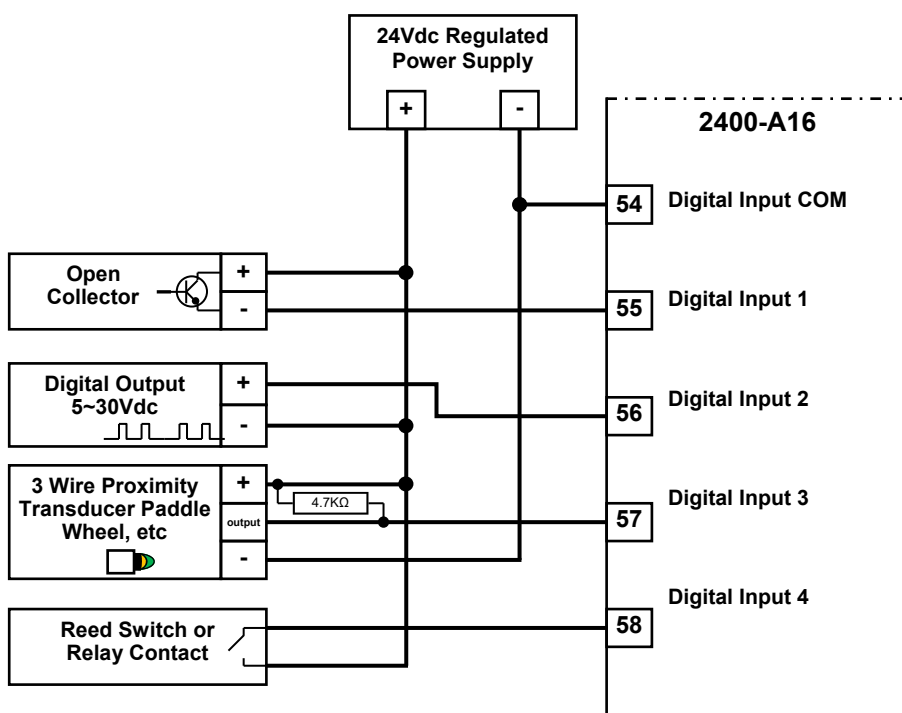 24Vdc Regulated
Power Supply
+
-
2400-A16
54
Digital Input COM
Open
Collector
+
-
55
Digital Input 1
Digital Output
5~30Vdc
+
-
56
Digital Input 2
3 Wire Proximity
Transducer Paddle
Wheel, etc
+
output
-
4.7KΩ
57
Digital Input 3
Reed Switch or
Relay Contact
58
Digital Input 4